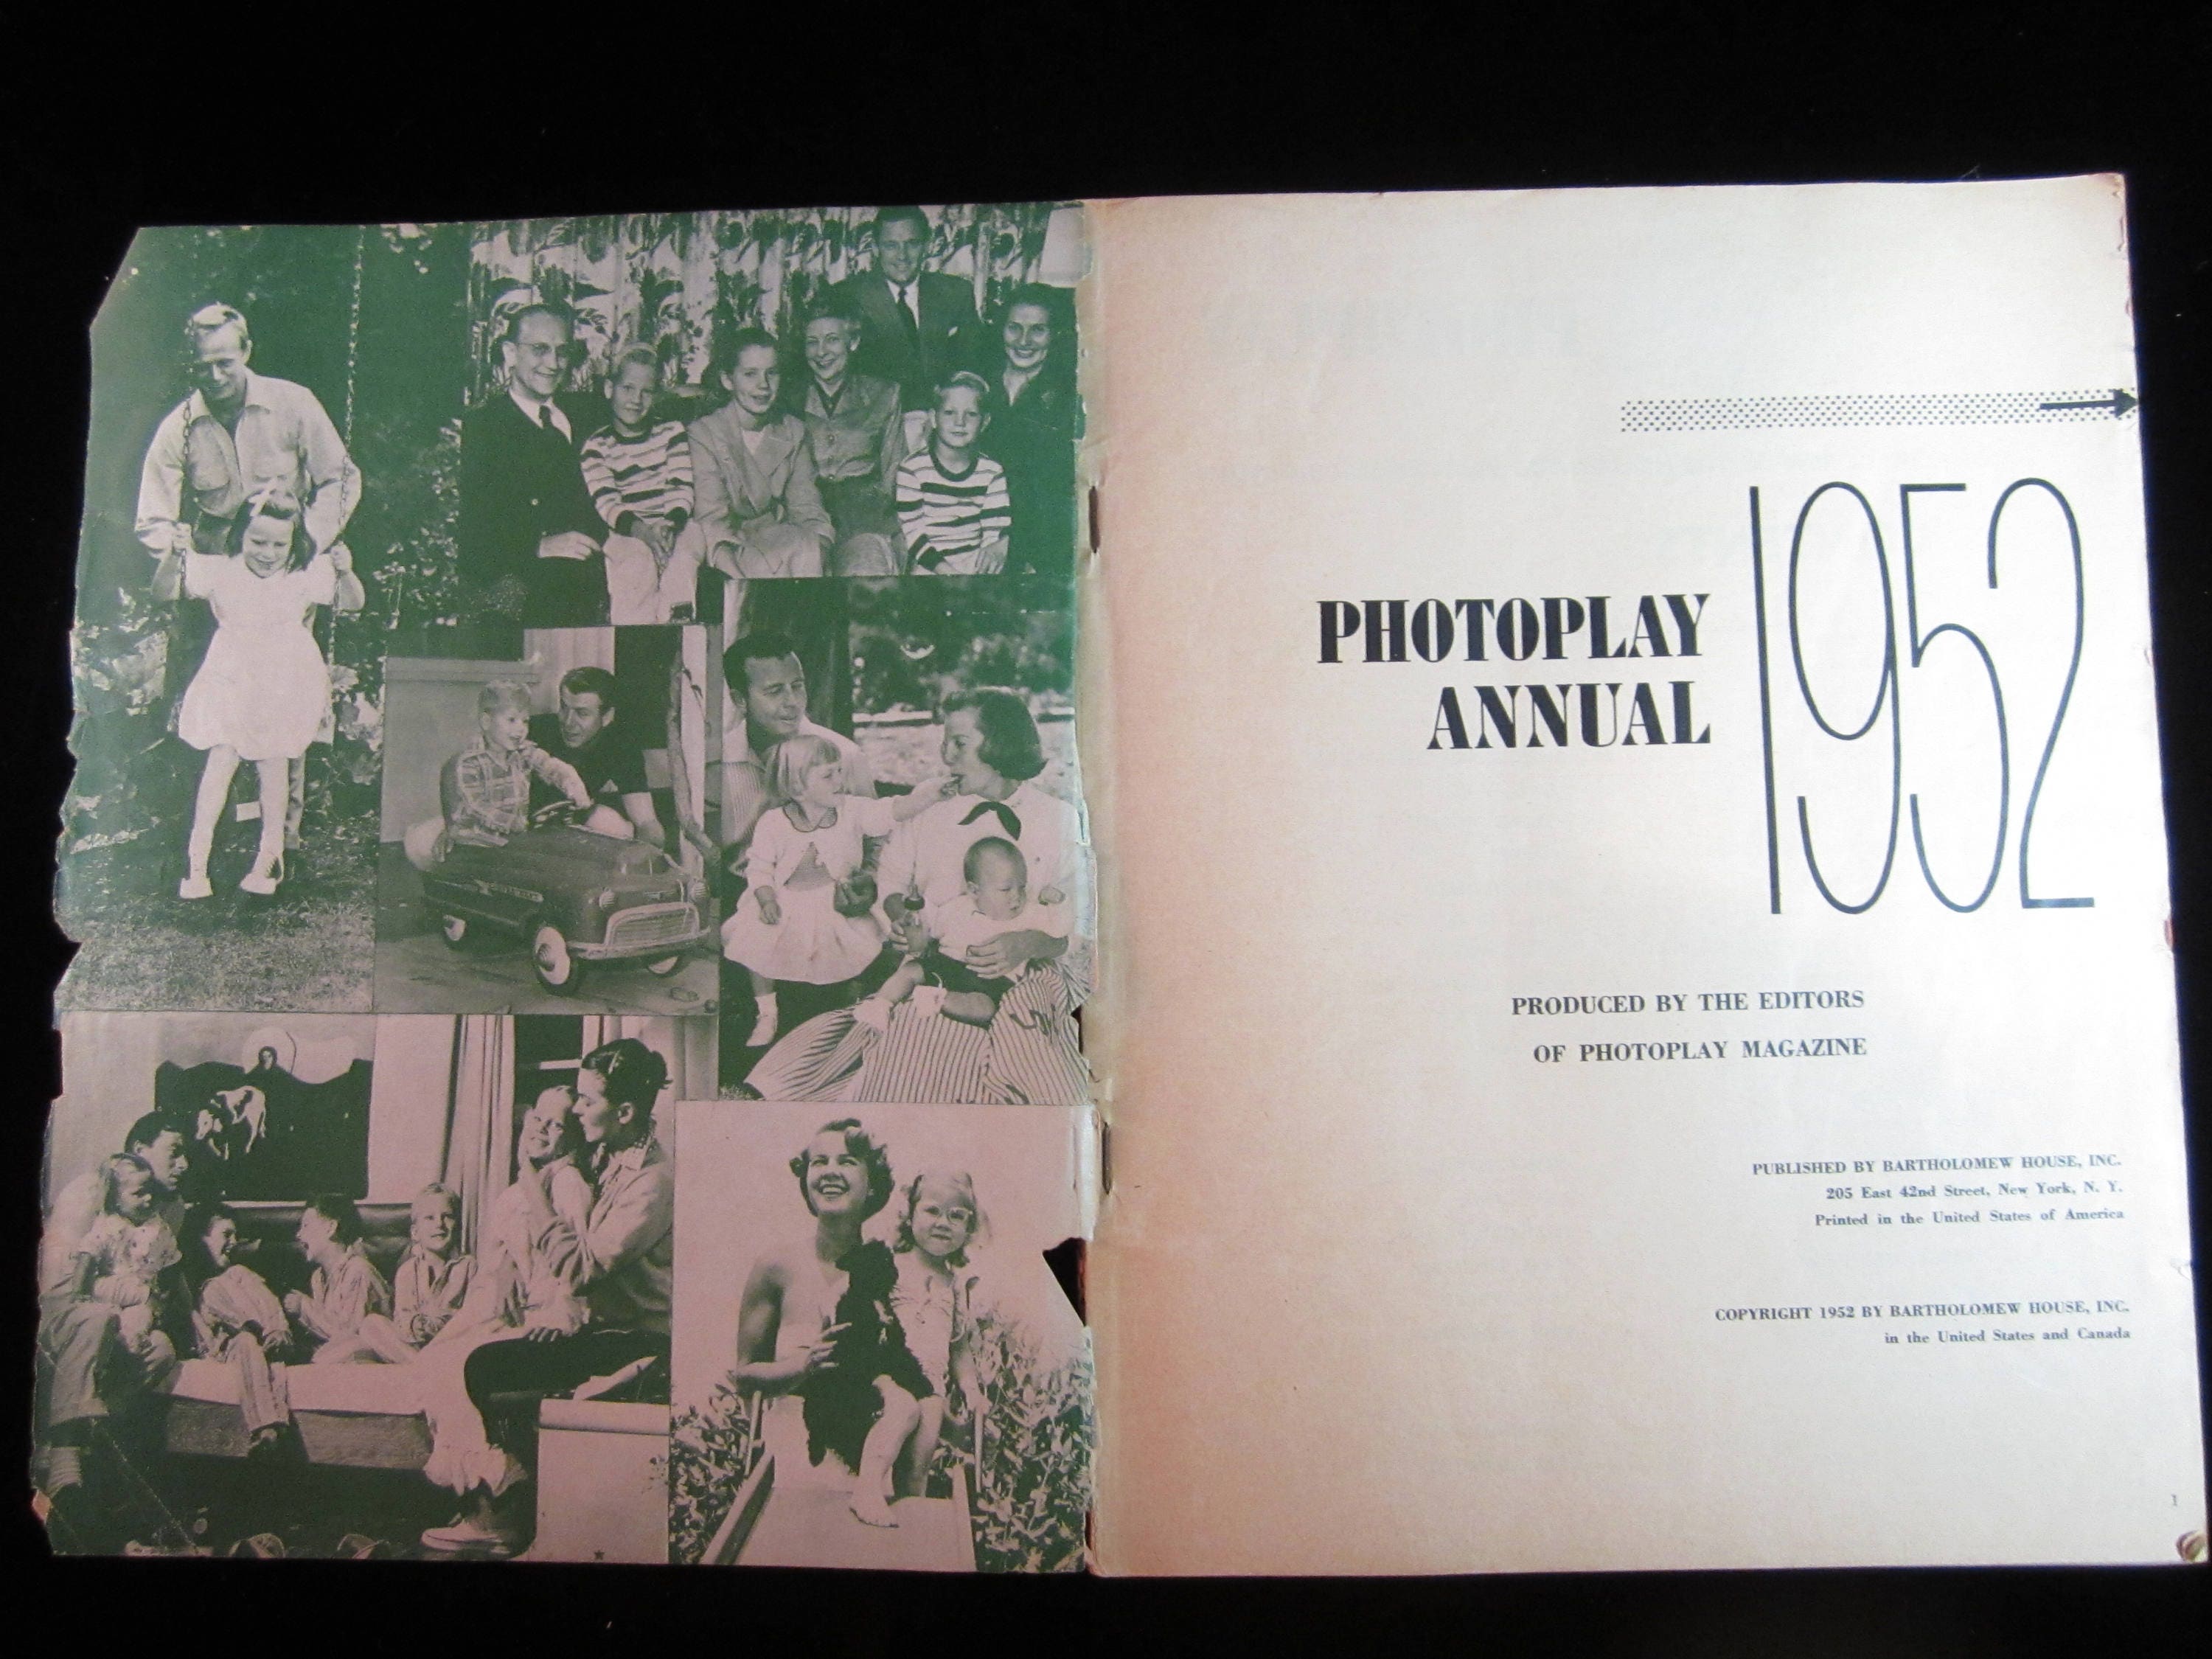 1952
PHOTOPLAY
ANNUAL
PRODUCED BY THE EDITORS
OF PHOTOPLAY MAGAZINE
PUBLISHED BY BARTHOLOMEW HOUSE, INC.
205 East 42nd Street, New York, N. Y.
Printed in the United States of America
COPYRIGHT 1952 BY BARTHOLOMEW HOUSE, INC.
in the United States and Canada
1